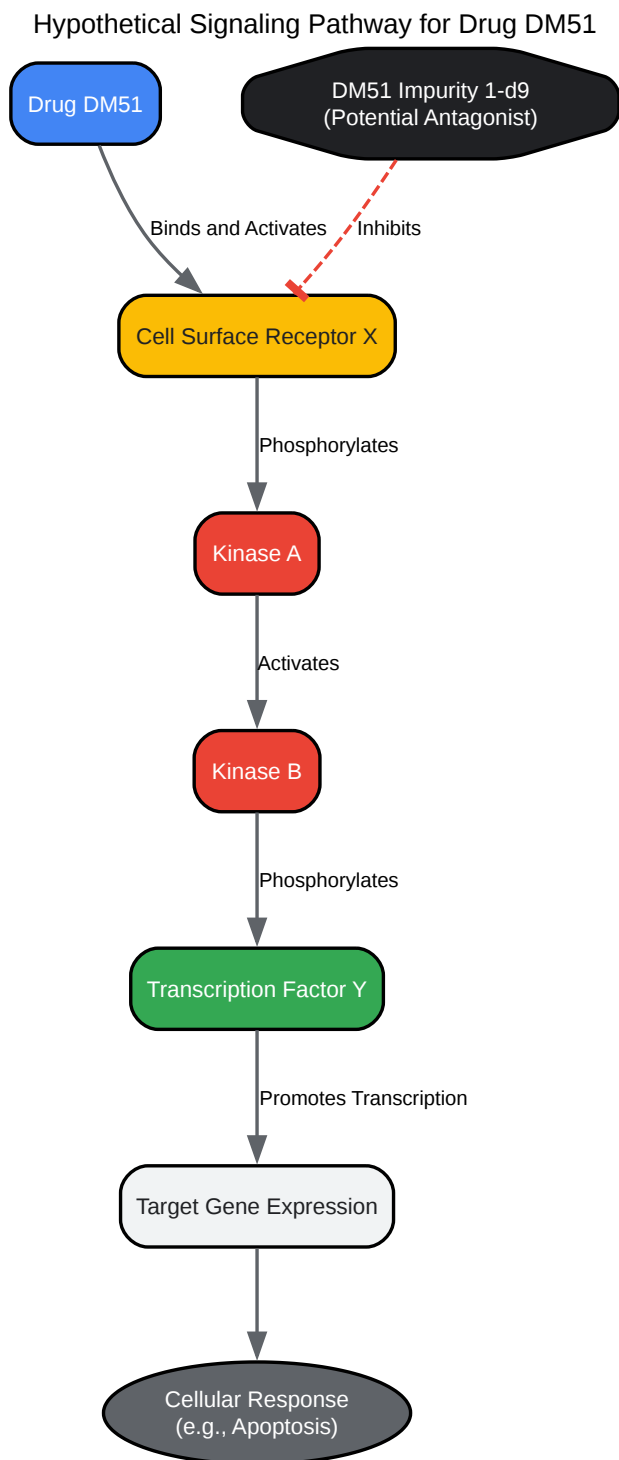 Hypothetical Signaling Pathway for Drug DM51
Drug DM51
DM51 Impurity 1-d9
(Potential Antagonist)
Binds and Activates
Inhibits
Cell Surface Receptor X
Phosphorylates
Kinase A
Activates
Kinase B
Phosphorylates
Transcription Factor Y
Promotes Transcription
Target Gene Expression
Cellular Response
(e.g., Apoptosis)